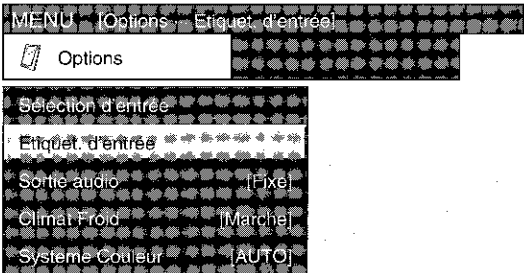 MENU [Options ··· Etiquet. d'entrée]
Options
Sélection d'entrée
Etiquet. d'entrée
Sortie audio [Fixe]
Climat Froid [Marche]
Système Couleur [AUTO]